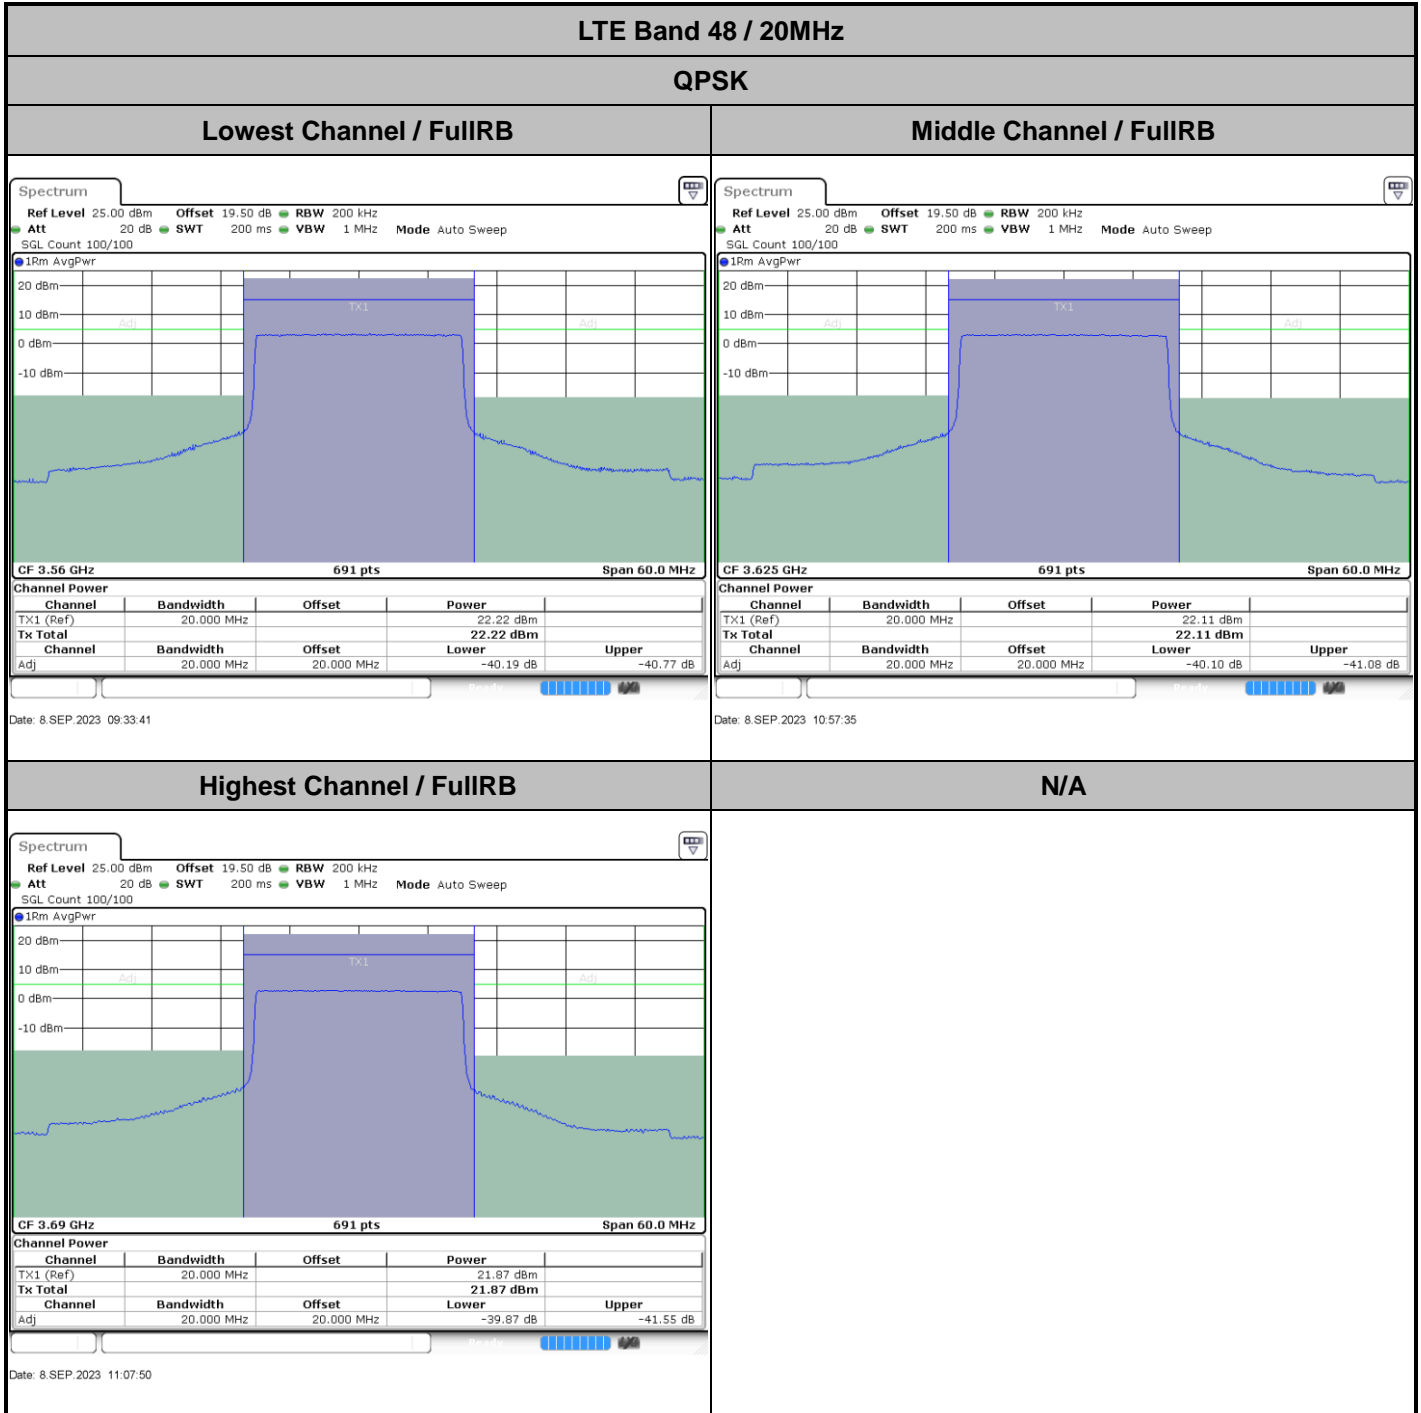 LTE Band 48 / 20MHz
QPSK
Lowest Channel / FullRB
Middle Channel / FullRB
Spectrum
Ref Level 25.00 dBm Offset 19.50 dB RBW 200 kHz
Att 20 dB SWT 200 ms VBW 1 MHz Mode Auto Sweep
SGL Count 100/100
1Rm AvgPwr
20 dBm
TX1
10 dBm
Adj
Adj
0 dBm
-10 dBm
CF 3.56 GHz 691 pts Span 60.0 MHz
Channel Power
Channel Bandwidth Offset Power
TX1 (Ref) 20.000 MHz 22.22 dBm
Tx Total 22.22 dBm
Channel Bandwidth Offset Lower Upper
Adj 20.000 MHz 20.000 MHz -40.19 dB -40.77 dB
Ready
Date: 8.SEP.2023 09:33:41
Spectrum
Ref Level 25.00 dBm Offset 19.50 dB RBW 200 kHz
Att 20 dB SWT 200 ms VBW 1 MHz Mode Auto Sweep
SGL Count 100/100
1Rm AvgPwr
20 dBm
TX1
10 dBm
Adj
Adj
0 dBm
-10 dBm
CF 3.625 GHz 691 pts Span 60.0 MHz
Channel Power
Channel Bandwidth Offset Power
TX1 (Ref) 20.000 MHz 22.11 dBm
Tx Total 22.11 dBm
Channel Bandwidth Offset Lower Upper
Adj 20.000 MHz 20.000 MHz -40.10 dB -41.08 dB
Ready
Date: 8.SEP.2023 10:57:35
Highest Channel / FullRB
N/A
Spectrum
Ref Level 25.00 dBm Offset 19.50 dB RBW 200 kHz
Att 20 dB SWT 200 ms VBW 1 MHz Mode Auto Sweep
SGL Count 100/100
1Rm AvgPwr
20 dBm
TX1
10 dBm
Adj
Adj
0 dBm
-10 dBm
CF 3.69 GHz 691 pts Span 60.0 MHz
Channel Power
Channel Bandwidth Offset Power
TX1 (Ref) 20.000 MHz 21.87 dBm
Tx Total 21.87 dBm
Channel Bandwidth Offset Lower Upper
Adj 20.000 MHz 20.000 MHz -39.87 dB -41.55 dB
Ready
Date: 8.SEP.2023 11:07:50